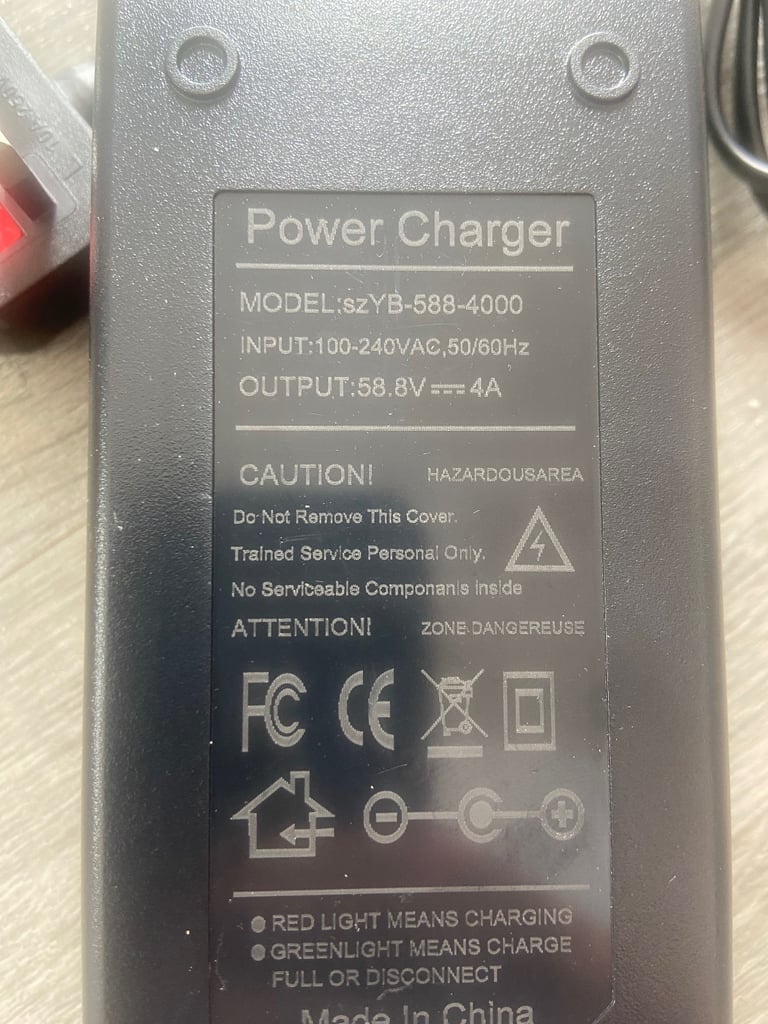 Power Charger
MODEL:szYB-588-4000
INPUT:100-240VAC,50/60Hz
OUTPUT:58.8V⎓4A
CAUTION! HAZARDOUSAREA
Do Not Remove This Cover.
Trained Service Personal Only.
No Serviceable Componanis inside
ATTENTION! ZONE-DANGEREUSE
FC CE
RED LIGHT MEANS CHARGING
GREENLIGHT MEANS CHARGE
FULL OR DISCONNECT
Made In China